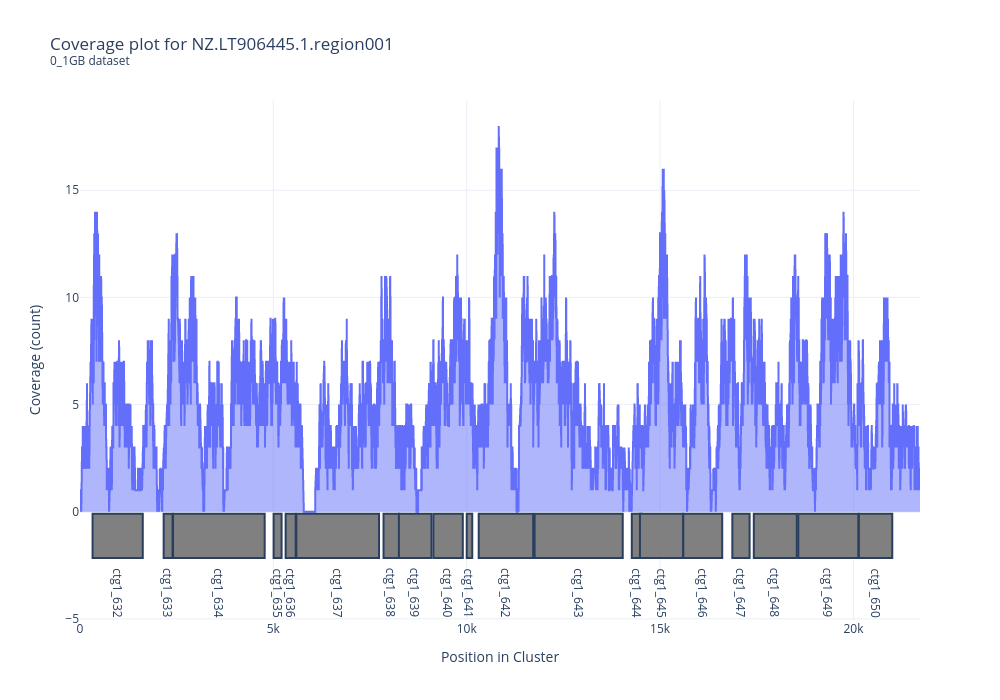 Coverage plot for NZ.LT906445.1.region001
0_1GB dataset
Coverage (count)
15
10
5
0
−5
ctg1_632
ctg1_633
ctg1_634
ctg1_635
ctg1_636
ctg1_637
ctg1_638
ctg1_639
ctg1_640
ctg1_641
ctg1_642
ctg1_643
ctg1_644
ctg1_645
ctg1_646
ctg1_647
ctg1_648
ctg1_649
ctg1_650
0 5k 10k 15k 20k
Position in Cluster